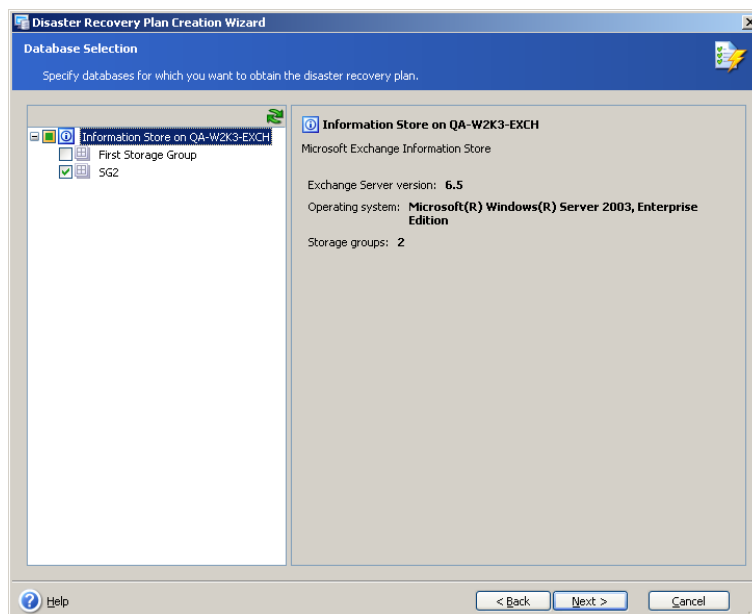 Disaster Recovery Plan Creation Wizard
Database Selection
Specify databases for which you want to obtain the disaster recovery plan.
Information Store on QA-W2K3-EXCH
First Storage Group
SG2
Information Store on QA-W2K3-EXCH
Microsoft Exchange Information Store
Exchange Server version: 6.5
Operating system: Microsoft(R) Windows(R) Server 2003, Enterprise
Edition
Storage groups: 2
Help
< Back
Next >
Cancel